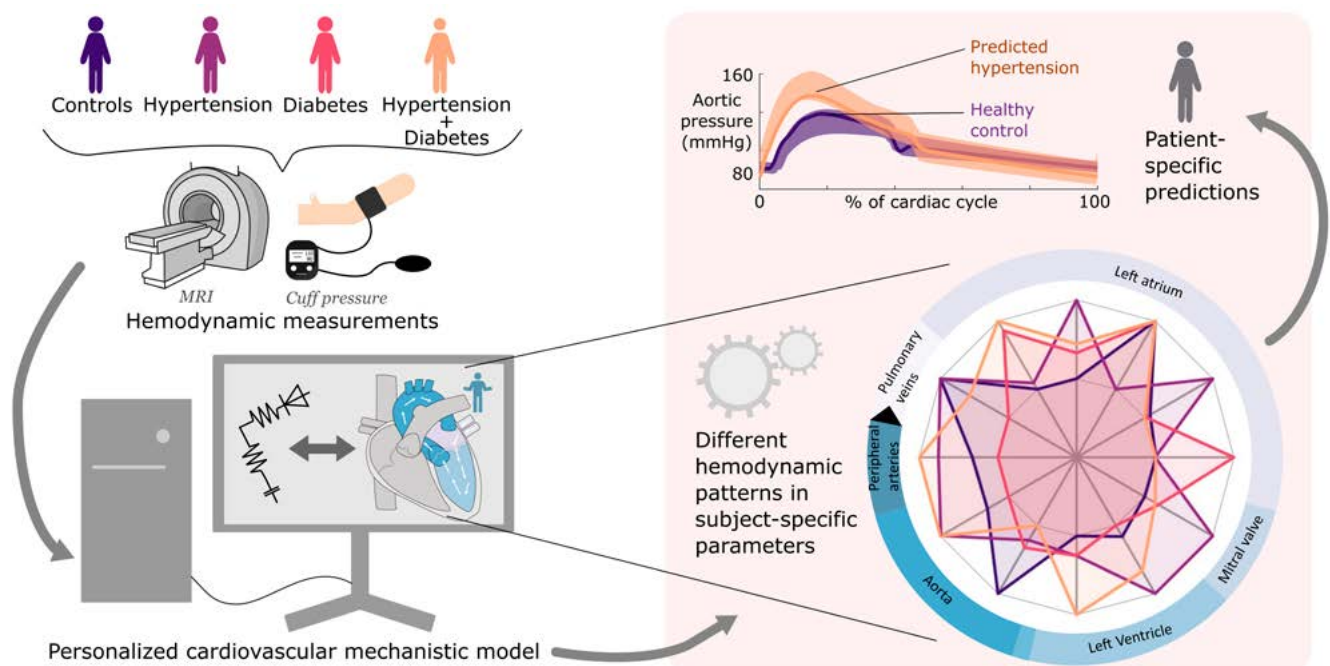 Controls
Hypertension
Diabetes
Hypertension
+
Diabetes
MRI
Cuff pressure
Hemodynamic measurements
Personalized cardiovascular mechanistic model
160
Aortic
pressure
(mmHg)
80
0
% of cardiac cycle
100
Predicted
hypertension
Healthy
control
Patient-
specific
predictions
Different
hemodynamic
patterns in
subject-specific
parameters
Left atrium
Pulmonary
veins
Peripheral
arteries
Aorta
Left Ventricle
Mitral valve